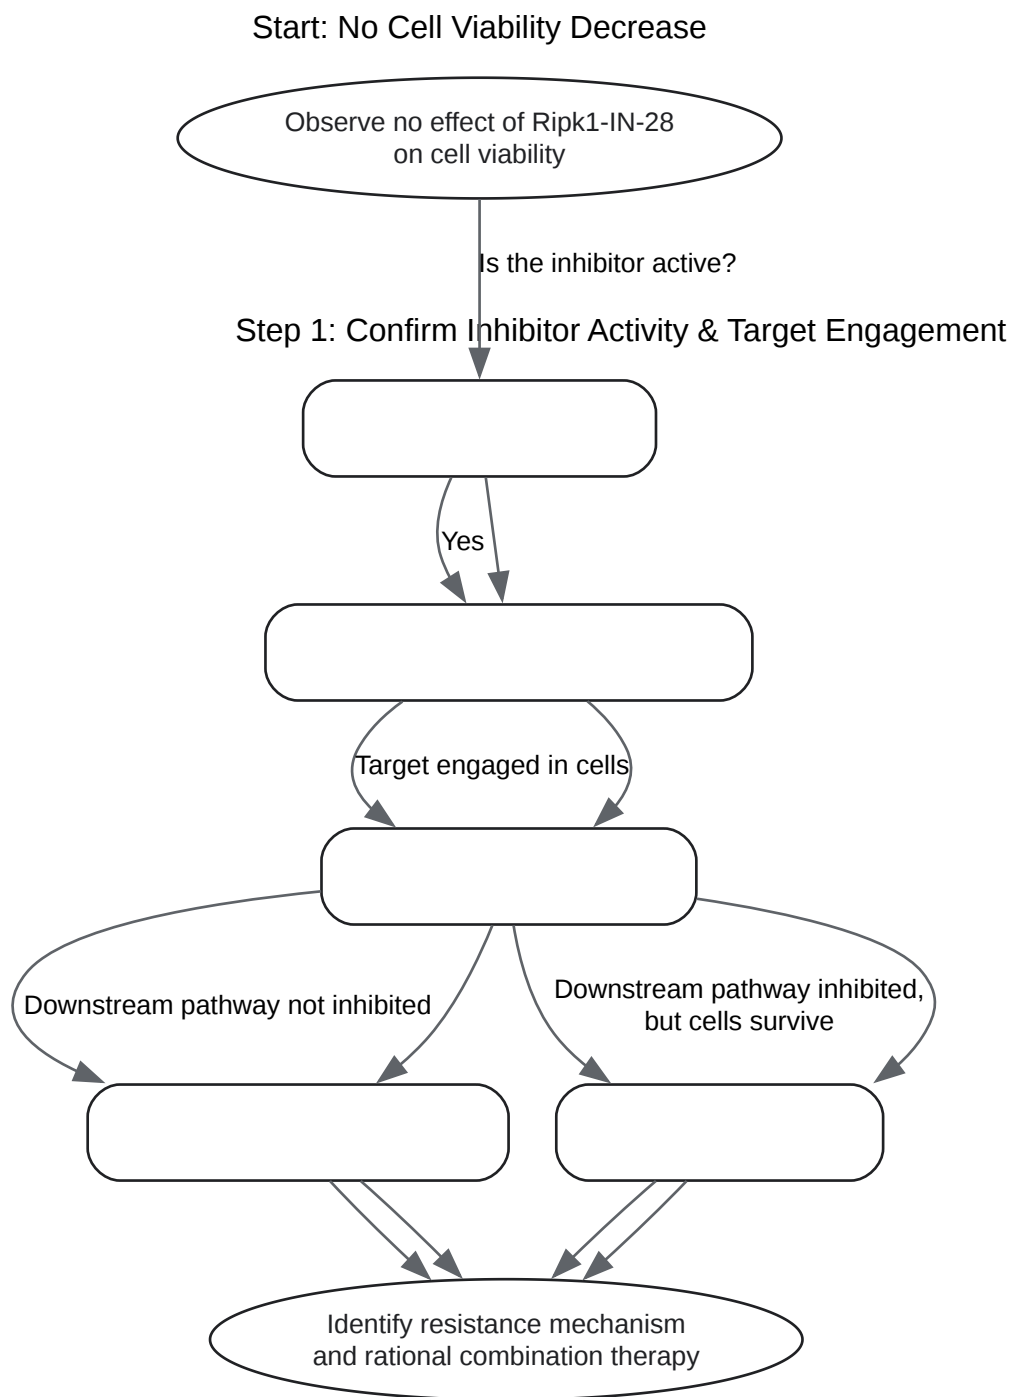 Start: No Cell Viability Decrease
Observe no effect of Ripk1-IN-28
on cell viability
Is the inhibitor active?
Step 1: Confirm Inhibitor Activity & Target Engagement
Yes
Target engaged in cells
Downstream pathway not inhibited
Downstream pathway inhibited,
but cells survive
Identify resistance mechanism
and rational combination therapy